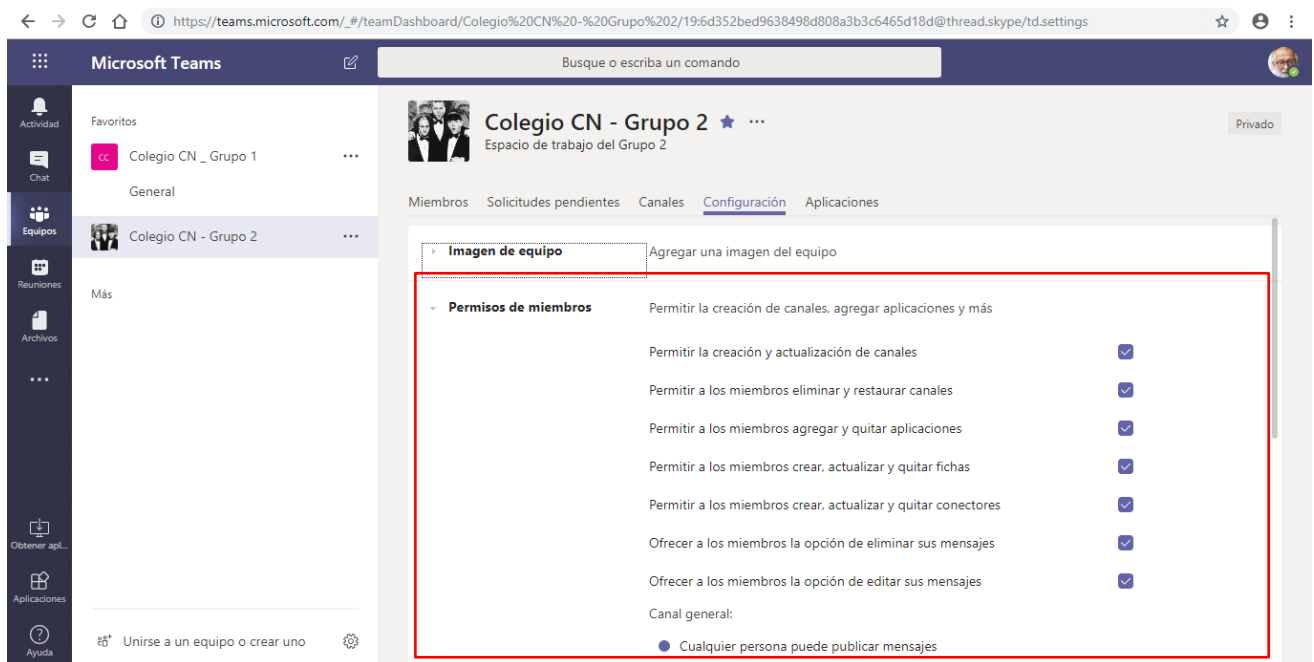 https://teams.microsoft.com/_#/teamDashboard/Colegio%20CN%20-%20Grupo%202/19:6d352bed9638498d808a3b3c6465d18d@thread.skype/td.settings
Microsoft Teams
Busque o escriba un comando
Actividad
Chat
Equipos
Reuniones
Archivos
Obtener apl...
Aplicaciones
Ayuda
Favoritos
CC Colegio CN _ Grupo 1
General
Colegio CN - Grupo 2
Más
Unirse a un equipo o crear uno
Colegio CN - Grupo 2
Espacio de trabajo del Grupo 2
Privado
Miembros Solicitudes pendientes Canales Configuración Aplicaciones
Imagen de equipo Agregar una imagen del equipo
Permisos de miembros Permitir la creación de canales, agregar aplicaciones y más
Permitir la creación y actualización de canales
Permitir a los miembros eliminar y restaurar canales
Permitir a los miembros agregar y quitar aplicaciones
Permitir a los miembros crear, actualizar y quitar fichas
Permitir a los miembros crear, actualizar y quitar conectores
Ofrecer a los miembros la opción de eliminar sus mensajes
Ofrecer a los miembros la opción de editar sus mensajes
Canal general:
Cualquier persona puede publicar mensajes